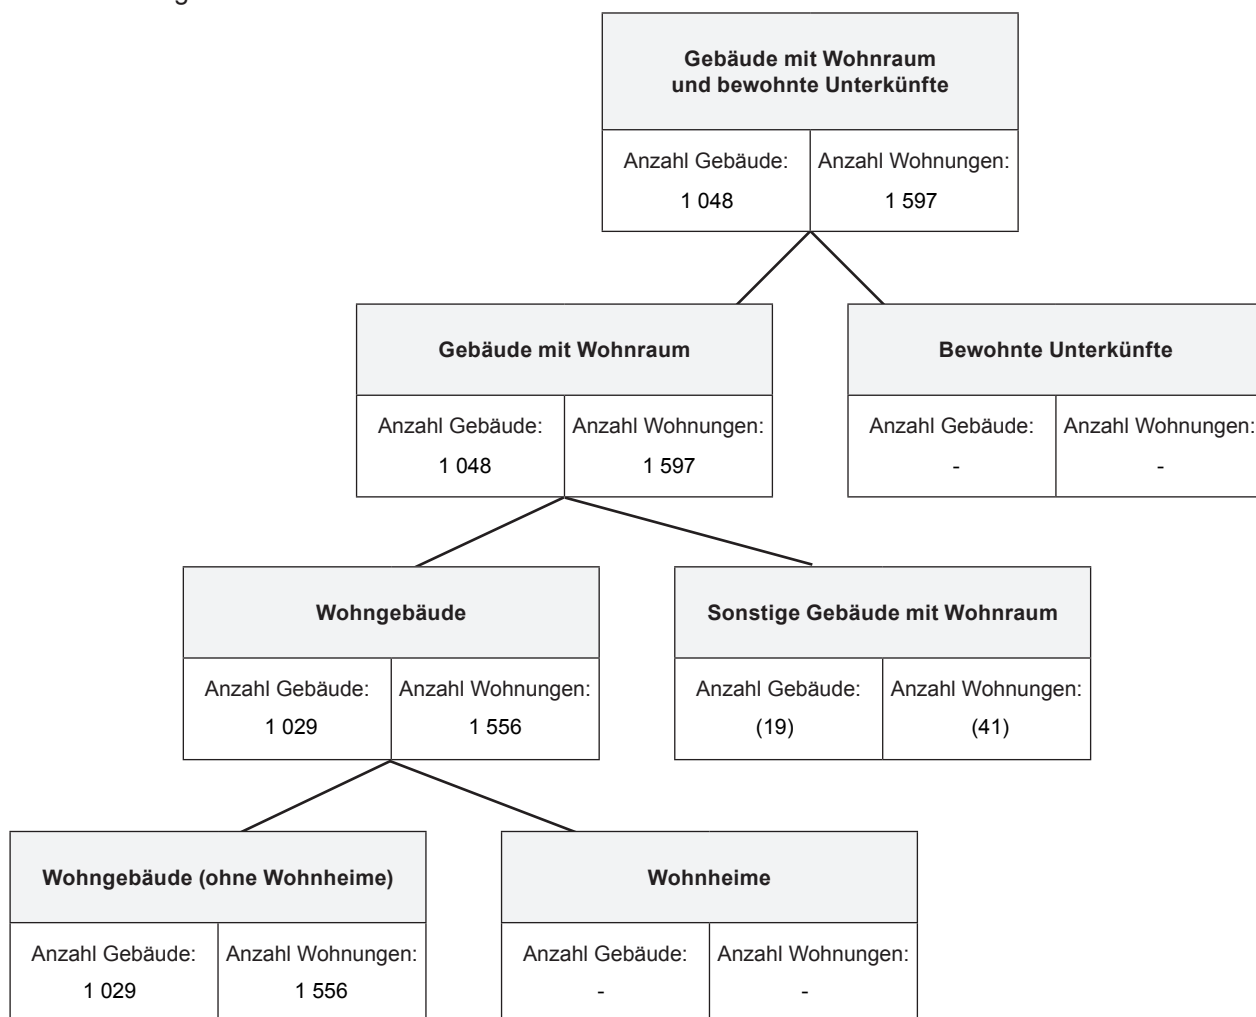 Gebäude mit Wohnraum
und bewohnte Unterkünfte
Anzahl Gebäude: Anzahl Wohnungen:
1 048 1 597
Gebäude mit Wohnraum Bewohnte Unterkünfte
Anzahl Gebäude: Anzahl Wohnungen: Anzahl Gebäude: Anzahl Wohnungen:
1 048 1 597 - -
Wohngebäude Sonstige Gebäude mit Wohnraum
Anzahl Gebäude: Anzahl Wohnungen: Anzahl Gebäude: Anzahl Wohnungen:
1 029 1 556 (19) (41)
Wohngebäude (ohne Wohnheime) Wohnheime
Anzahl Gebäude: Anzahl Wohnungen: Anzahl Gebäude: Anzahl Wohnungen:
1 029 1 556 - -